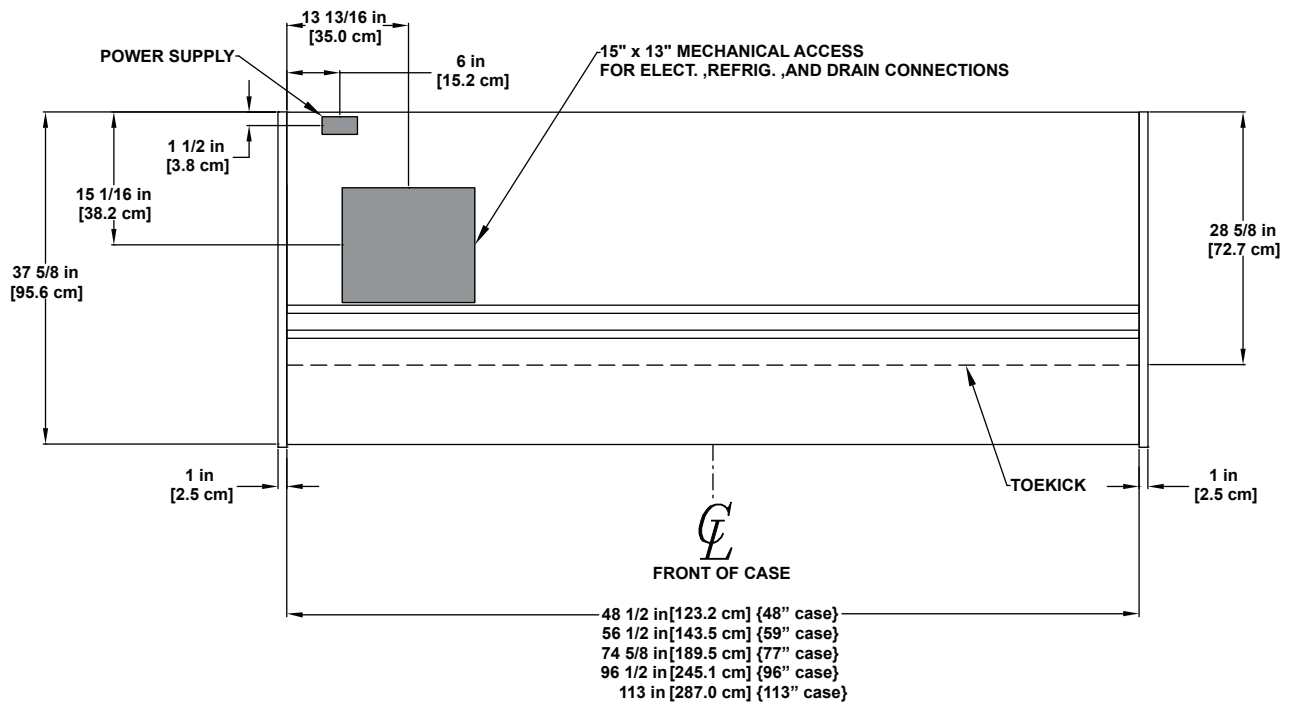 13 13/16 in
[35.0 cm]
POWER SUPPLY
6 in
[15.2 cm]
15" x 13" MECHANICAL ACCESS
FOR ELECT. ,REFRIG. ,AND DRAIN CONNECTIONS
1 1/2 in
[3.8 cm]
15 1/16 in
[38.2 cm]
28 5/8 in
[72.7 cm]
37 5/8 in
[95.6 cm]
1 in
[2.5 cm]
TOEKICK
1 in
[2.5 cm]
CL
FRONT OF CASE
48 1/2 in [123.2 cm] {48” case}
56 1/2 in [143.5 cm] {59” case}
74 5/8 in [189.5 cm] {77” case}
96 1/2 in [245.1 cm] {96” case}
113 in [287.0 cm] {113” case}